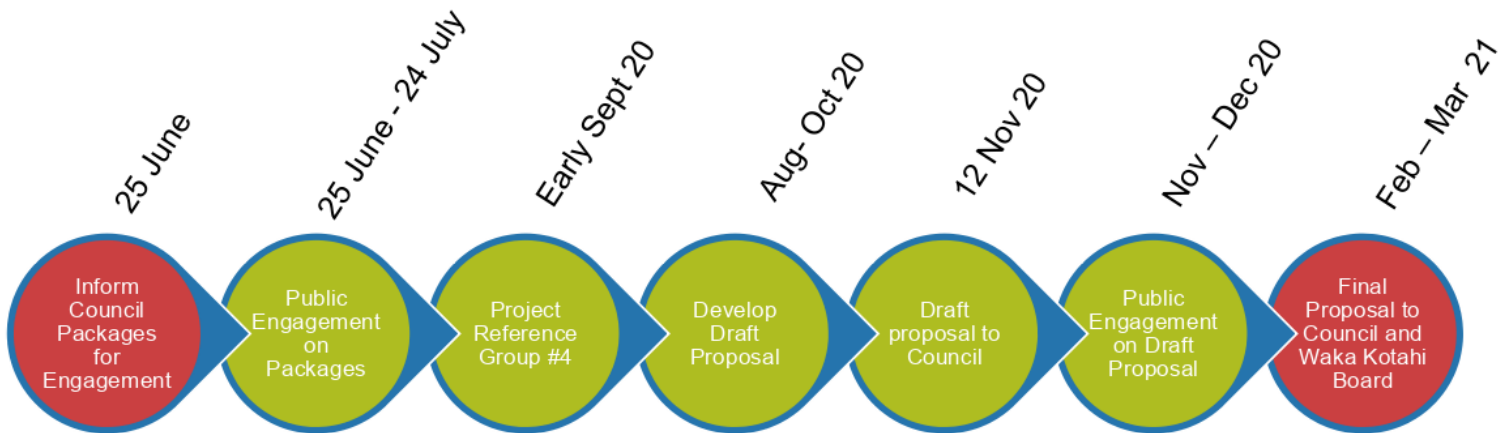 25 June
25 June - 24 July
Early Sept 20
Aug- Oct 20
12 Nov 20
Nov – Dec 20
Feb – Mar 21
Inform
Council
Packages
for
Engagement
Public
Engagement
on
Packages
Project
Reference
Group #4
Develop
Draft
Proposal
Draft
proposal to
Council
Public
Engagement
on Draft
Proposal
Final
Proposal to
Council and
Waka Kotahi
Board